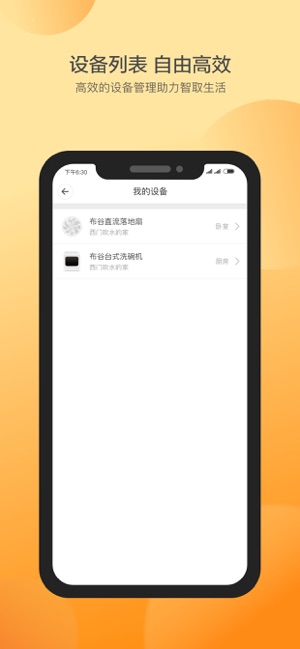 设备列表 自由高效
高效的设备管理助力智取生活
下午6:30
我的设备
布谷直流落地扇
西门吹水的家
卧室
布谷台式洗碗机
西门吹水的家
厨房